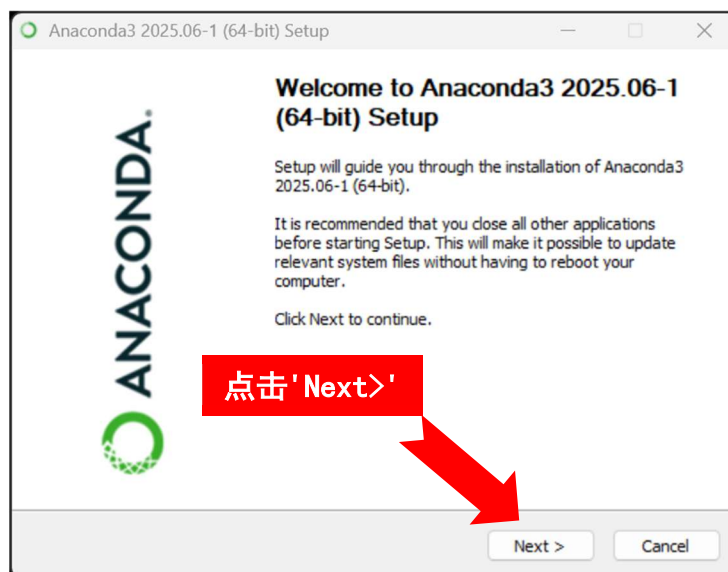 Anaconda3 2025.06-1 (64-bit) Setup
Welcome to Anaconda3 2025.06-1
(64-bit) Setup
Setup will guide you through the installation of Anaconda3
2025.06-1 (64-bit).
It is recommended that you close all other applications
before starting Setup. This will make it possible to update
relevant system files without having to reboot your
computer.
Click Next to continue.
ANACONDA.
点击'Next>'
Next >
Cancel